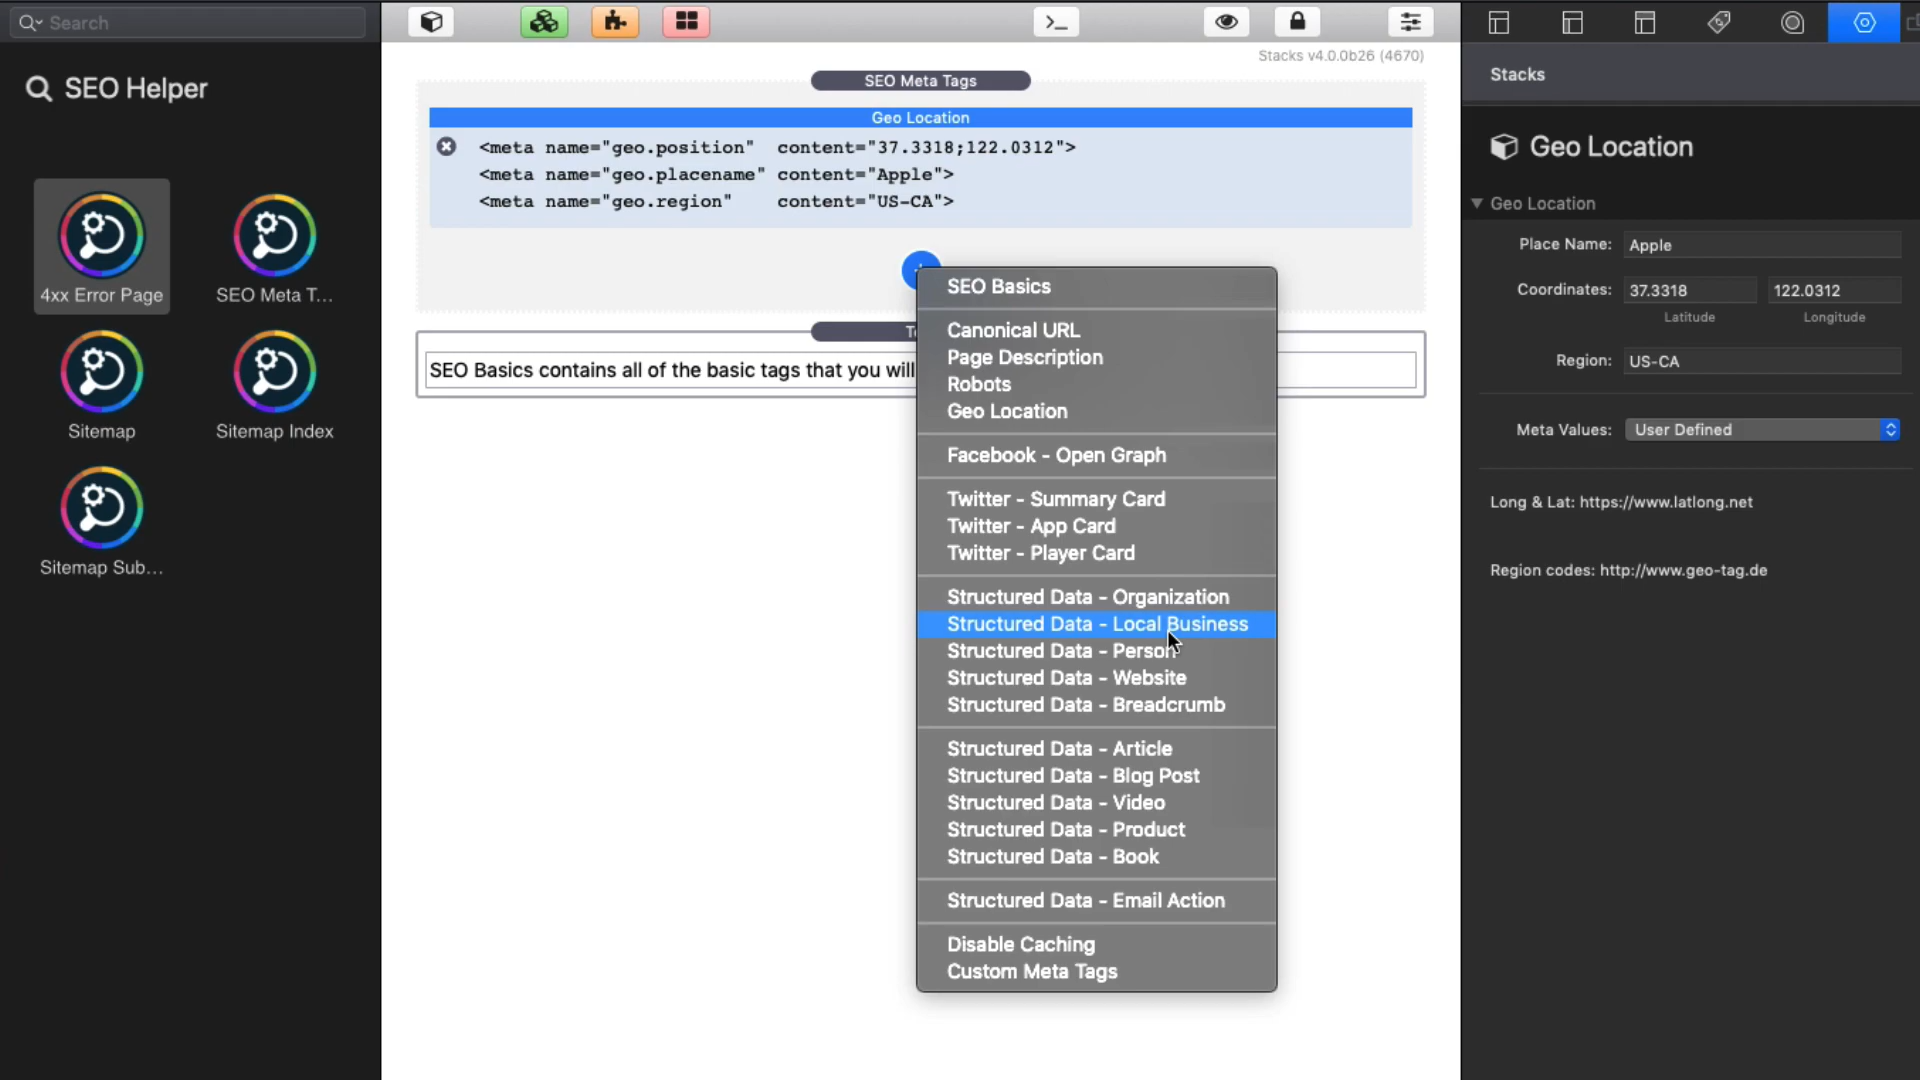 Search
SEO Helper
4xx Error Page
SEO Meta T...
Sitemap
Sitemap Index
Sitemap Sub...
Stacks v4.0.0b26 (4670)
SEO Meta Tags
Geo Location
<meta name="geo.position" content="37.3318;122.0312">
<meta name="geo.placename" content="Apple">
<meta name="geo.region" content="US-CA">
SEO Basics contains all of the basic tags that you will
SEO Basics
Canonical URL
Page Description
Robots
Geo Location
Facebook - Open Graph
Twitter - Summary Card
Twitter - App Card
Twitter - Player Card
Structured Data - Organization
Structured Data - Local Business
Structured Data - Person
Structured Data - Website
Structured Data - Breadcrumb
Structured Data - Article
Structured Data - Blog Post
Structured Data - Video
Structured Data - Product
Structured Data - Book
Structured Data - Email Action
Disable Caching
Custom Meta Tags
Stacks
Geo Location
Geo Location
Place Name: Apple
Coordinates: 37.3318 122.0312
Latitude Longitude
Region: US-CA
Meta Values: User Defined
Long & Lat: https://www.latlong.net
Region codes: http://www.geo-tag.de